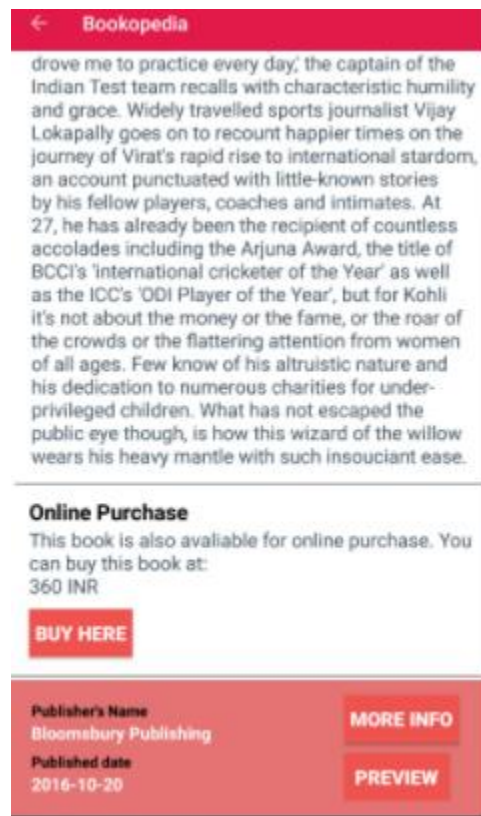 Bookopedia
drove me to practice every day,' the captain of the
Indian Test team recalls with characteristic humility
and grace. Widely travelled sports journalist Vijay
Lokapally goes on to recount happier times on the
journey of Virat's rapid rise to international stardom,
an account punctuated with little-known stories
by his fellow players, coaches and intimates. At
27, he has already been the recipient of countless
accolades including the Arjuna Award, the title of
BCCI's 'international cricketer of the Year' as well
as the ICC's 'ODI Player of the Year', but for Kohli
it's not about the money or the fame, or the roar of
the crowds or the flattering attention from women
of all ages. Few know of his altruistic nature and
his dedication to numerous charities for under-
privileged children. What has not escaped the
public eye though, is how this wizard of the willow
wears his heavy mantle with such insouciant ease.
Online Purchase
This book is also avaliable for online purchase. You
can buy this book at:
360 INR
BUY HERE
Publisher's Name
Bloomsbury Publishing
MORE INFO
Published date
2016-10-20
PREVIEW